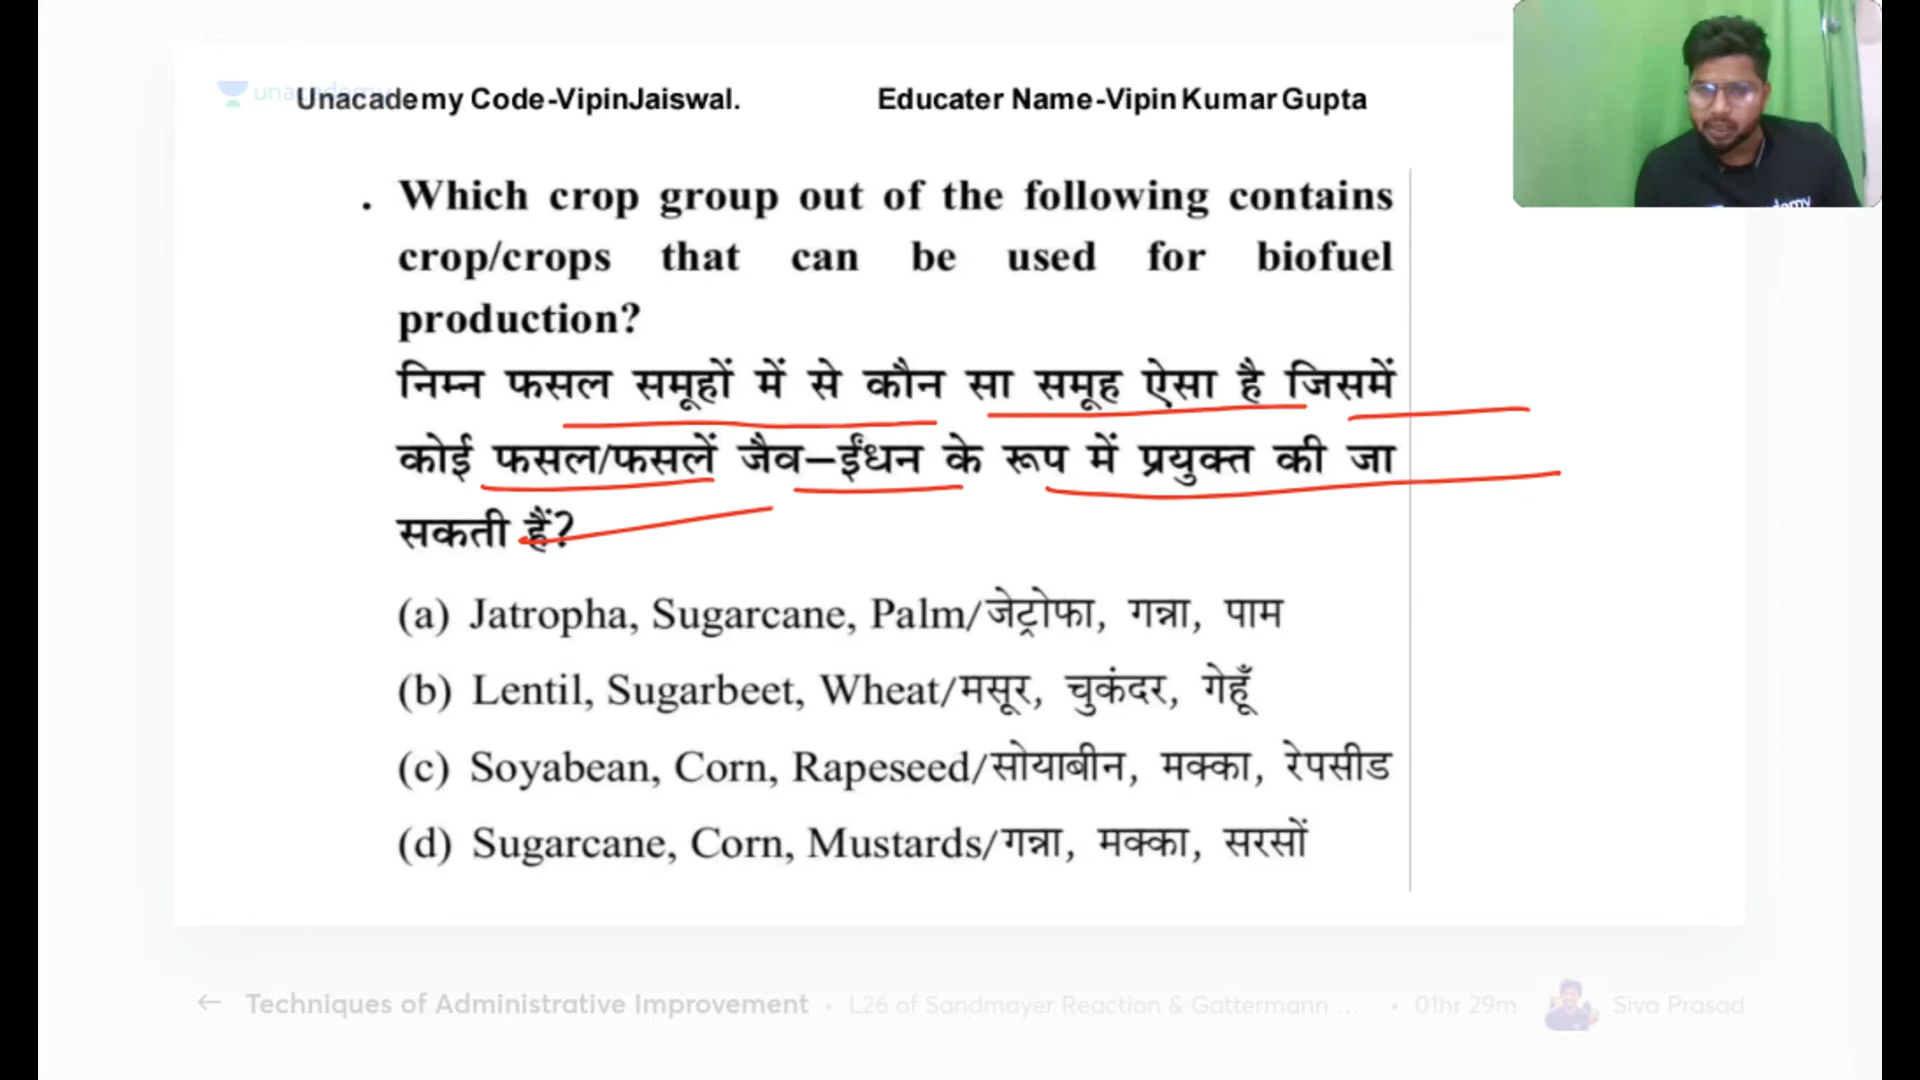 unacademy
Unacademy Code-VipinJaiswal. Educater Name-Vipin Kumar Gupta
. Which crop group out of the following contains
crop/crops that can be used for biofuel
production?
निम्न फसल समूहों में से कौन सा समूह ऐसा है जिसमें
कोई फसल/फसलें जैव–ईंधन के रूप में प्रयुक्त की जा
सकती हैं?
(a) Jatropha, Sugarcane, Palm/जेट्रोफा, गन्ना, पाम
(b) Lentil, Sugarbeet, Wheat/मसूर, चुकंदर, गेहूँ
(c) Soyabean, Corn, Rapeseed/सोयाबीन, मक्का, रेपसीड
(d) Sugarcane, Corn, Mustards/गन्ना, मक्का, सरसों
← Techniques of Administrative Improvement • L26 of Sandmayer Reaction & Gattermann ... • 01hr 29m Siva Prasad